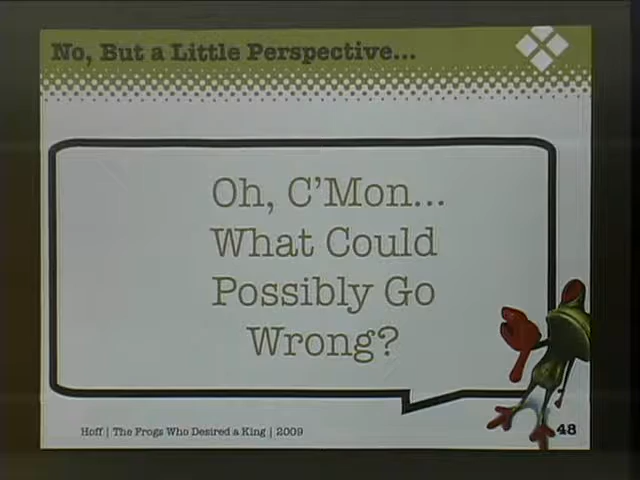 No, But a Little Perspective...
Oh, C'Mon...
What Could
Possibly Go
Wrong?
Hoff | The Frogs Who Desired a King | 2009
48